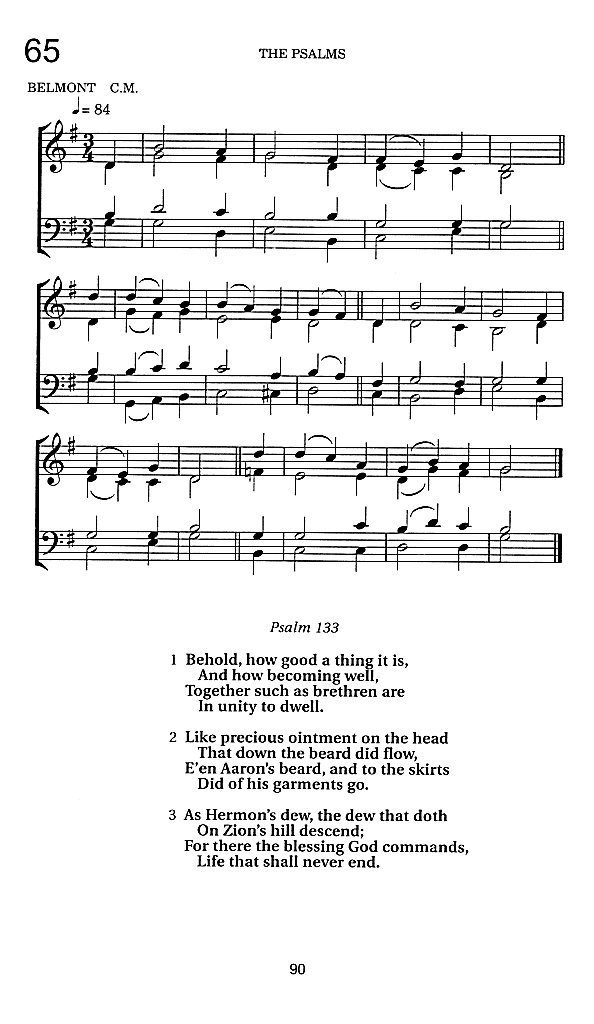 65
THE PSALMS
BELMONT C.M.
♩= 84
Psalm 133
1 Behold, how good a thing it is,
And how becoming well,
Together such as brethren are
In unity to dwell.
2 Like precious ointment on the head
That down the beard did flow,
E'en Aaron's beard, and to the skirts
Did of his garments go.
3 As Hermon's dew, the dew that doth
On Zion's hill descend;
For there the blessing God commands,
Life that shall never end.
90